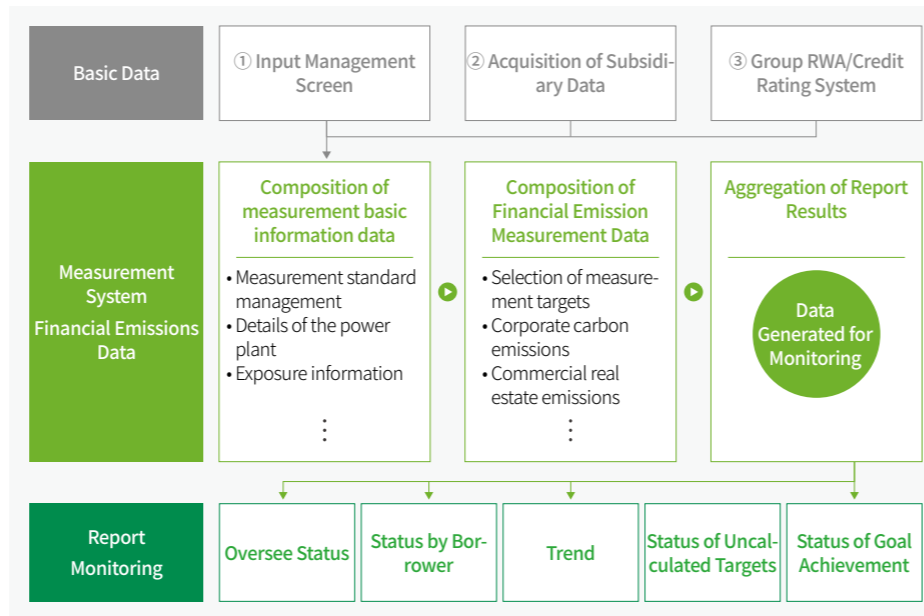 Basic Data
① Input Management
Screen
② Acquisition of Subsidi-
ary Data
③ Group RWA/Credit
Rating System
Measurement
System
Financial Emissions
Data
Composition of
measurement basic
information data
• Measurement standard
management
• Details of the power
plant
• Exposure information
⋮
Composition of
Financial Emission
Measurement Data
• Selection of measure-
ment targets
• Corporate carbon
emissions
• Commercial real
estate emissions
⋮
Aggregation of Report
Results
Data
Generated for
Monitoring
Report
Monitoring
Oversee Status
Status by Bor-
rower
Trend
Status of Uncal-
culated Targets
Status of Goal
Achievement